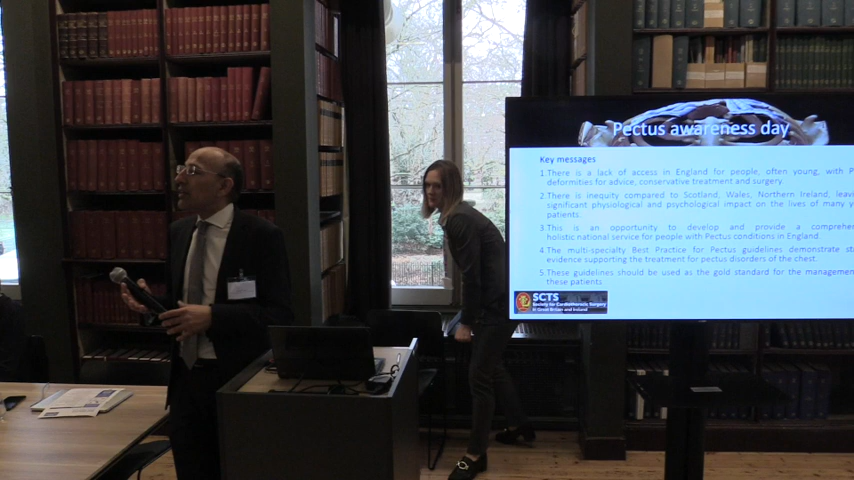 Pectus awareness day
Key messages
1 There is a lack of access in England for people, often young, with P
deformities for advice, conservative treatment and surgery.
2 There is inequity compared to Scotland, Wales, Northern Ireland, leavi
significant physiological and psychological impact on the lives of many y
patients.
3 This is an opportunity to develop and provide a comprehe
holistic national service for people with Pectus conditions in England.
4 The multi-specialty Best Practice for Pectus guidelines demonstrate st
evidence supporting the treatment for pectus disorders of the chest.
5 These guidelines should be used as the gold standard for the managemen
these patients
SCTS
Society for Cardiothoracic Surgery
in Great Britain and Ireland